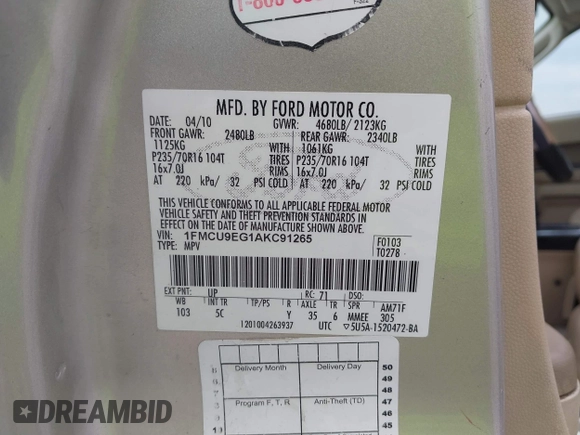 MFD. BY FORD MOTOR CO.
DATE: 04/10 GVWR: 4680LB/ 2123KG
FRONT GAWR: 2480LB REAR GAWR: 2340LB
1125KG WITH 1061KG WITH
P235/70R16 104T TIRES P235/70R16 104T TIRES
16x7.0J RIMS 16x7.0J RIMS
AT 220 kPa/ 32 PSI COLD AT 220 kPa/ 32 PSI COLD
THIS VEHICLE CONFORMS TO ALL APPLICABLE FEDERAL MOTOR
VEHICLE SAFETY AND THEFT PREVENTION STANDARDS IN
EFFECT ON THE DATE OF MANUFACTURE SHOWN ABOVE.
VIN: 1FMCU9EG1AKC91265 F0103
TYPE: MPV T0278
EXT PNT: UP RC: 71 DSO:
WB INT TR TP/PS R AXLE TR SPR AM71F
103 5C Y 35 6 MMEE 305
1201004263937 UTC 5U5A-1520472-BA
Delivery Month Delivery Day 50
49
48
Program F, T, R. Anti-Theft (TD) 47
46
45
DREAMBID